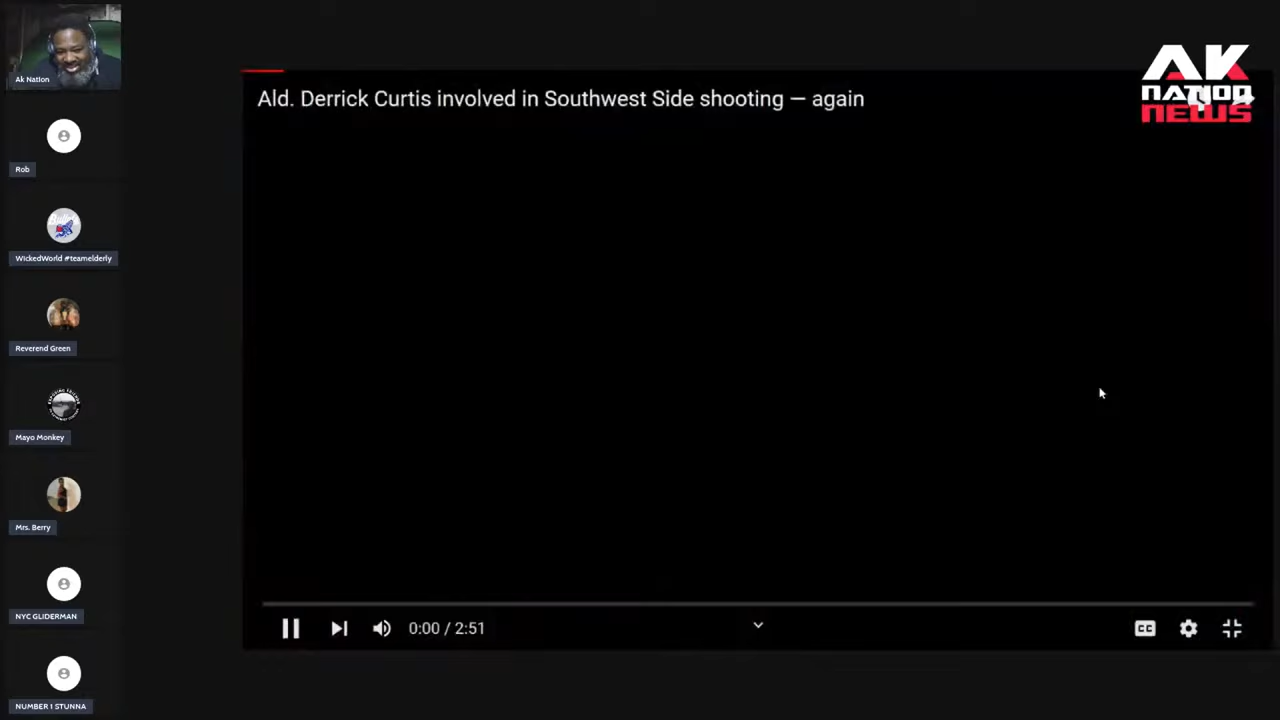 Ak Nation
Rob
WickedWorld #teamelderly
Reverend Green
Mayo Monkey
Mrs. Berry
NYC GLIDERMAN
NUMBER 1 STUNNA
Ald. Derrick Curtis involved in Southwest Side shooting — again
AK
NATION
NEWS
0:00 / 2:51
CC